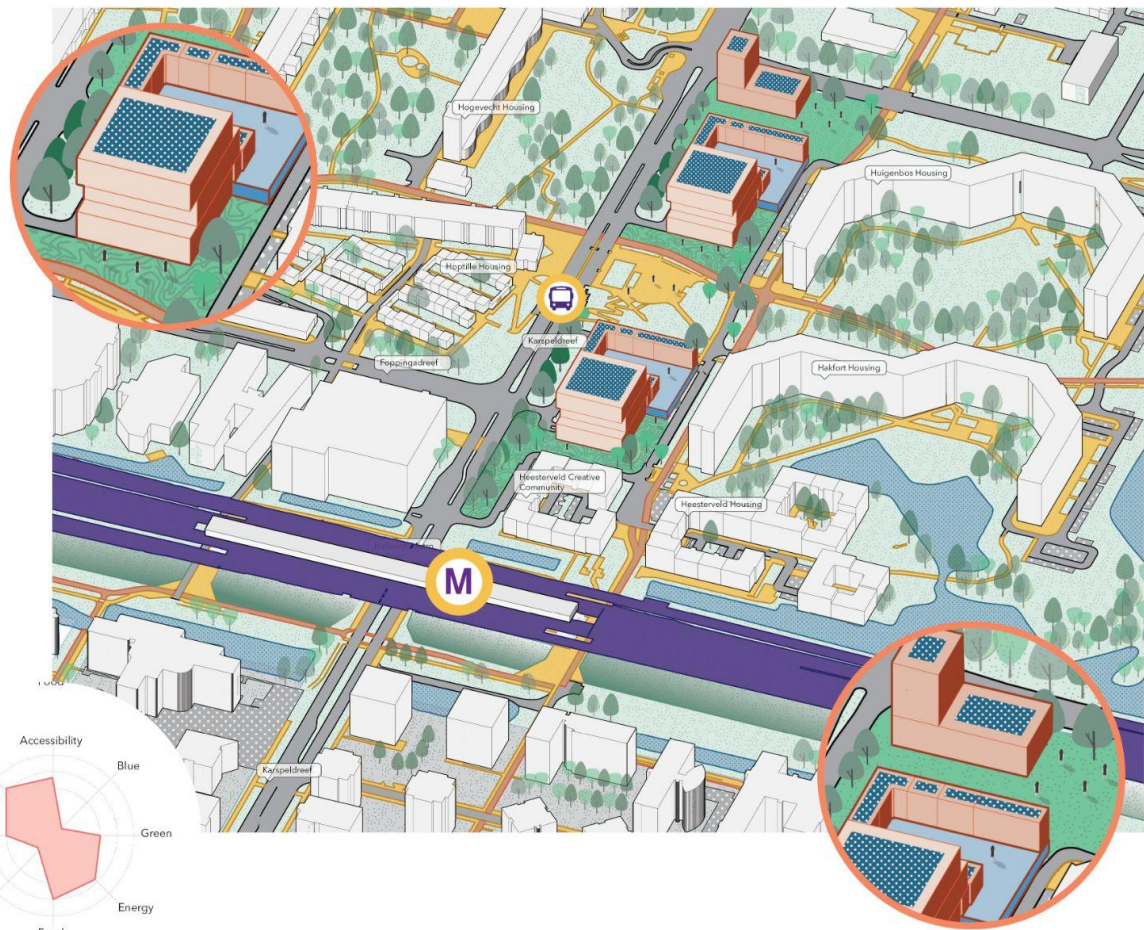 Hogevecht Housing
Huigenbos Housing
Hoptille Housing
Karspeldreef
Foppingadreef
Hakfort Housing
Heesterveld Creative
Community
Heesterveld Housing
M
Karspeldreef
Accessibility
Blue
Green
Energy